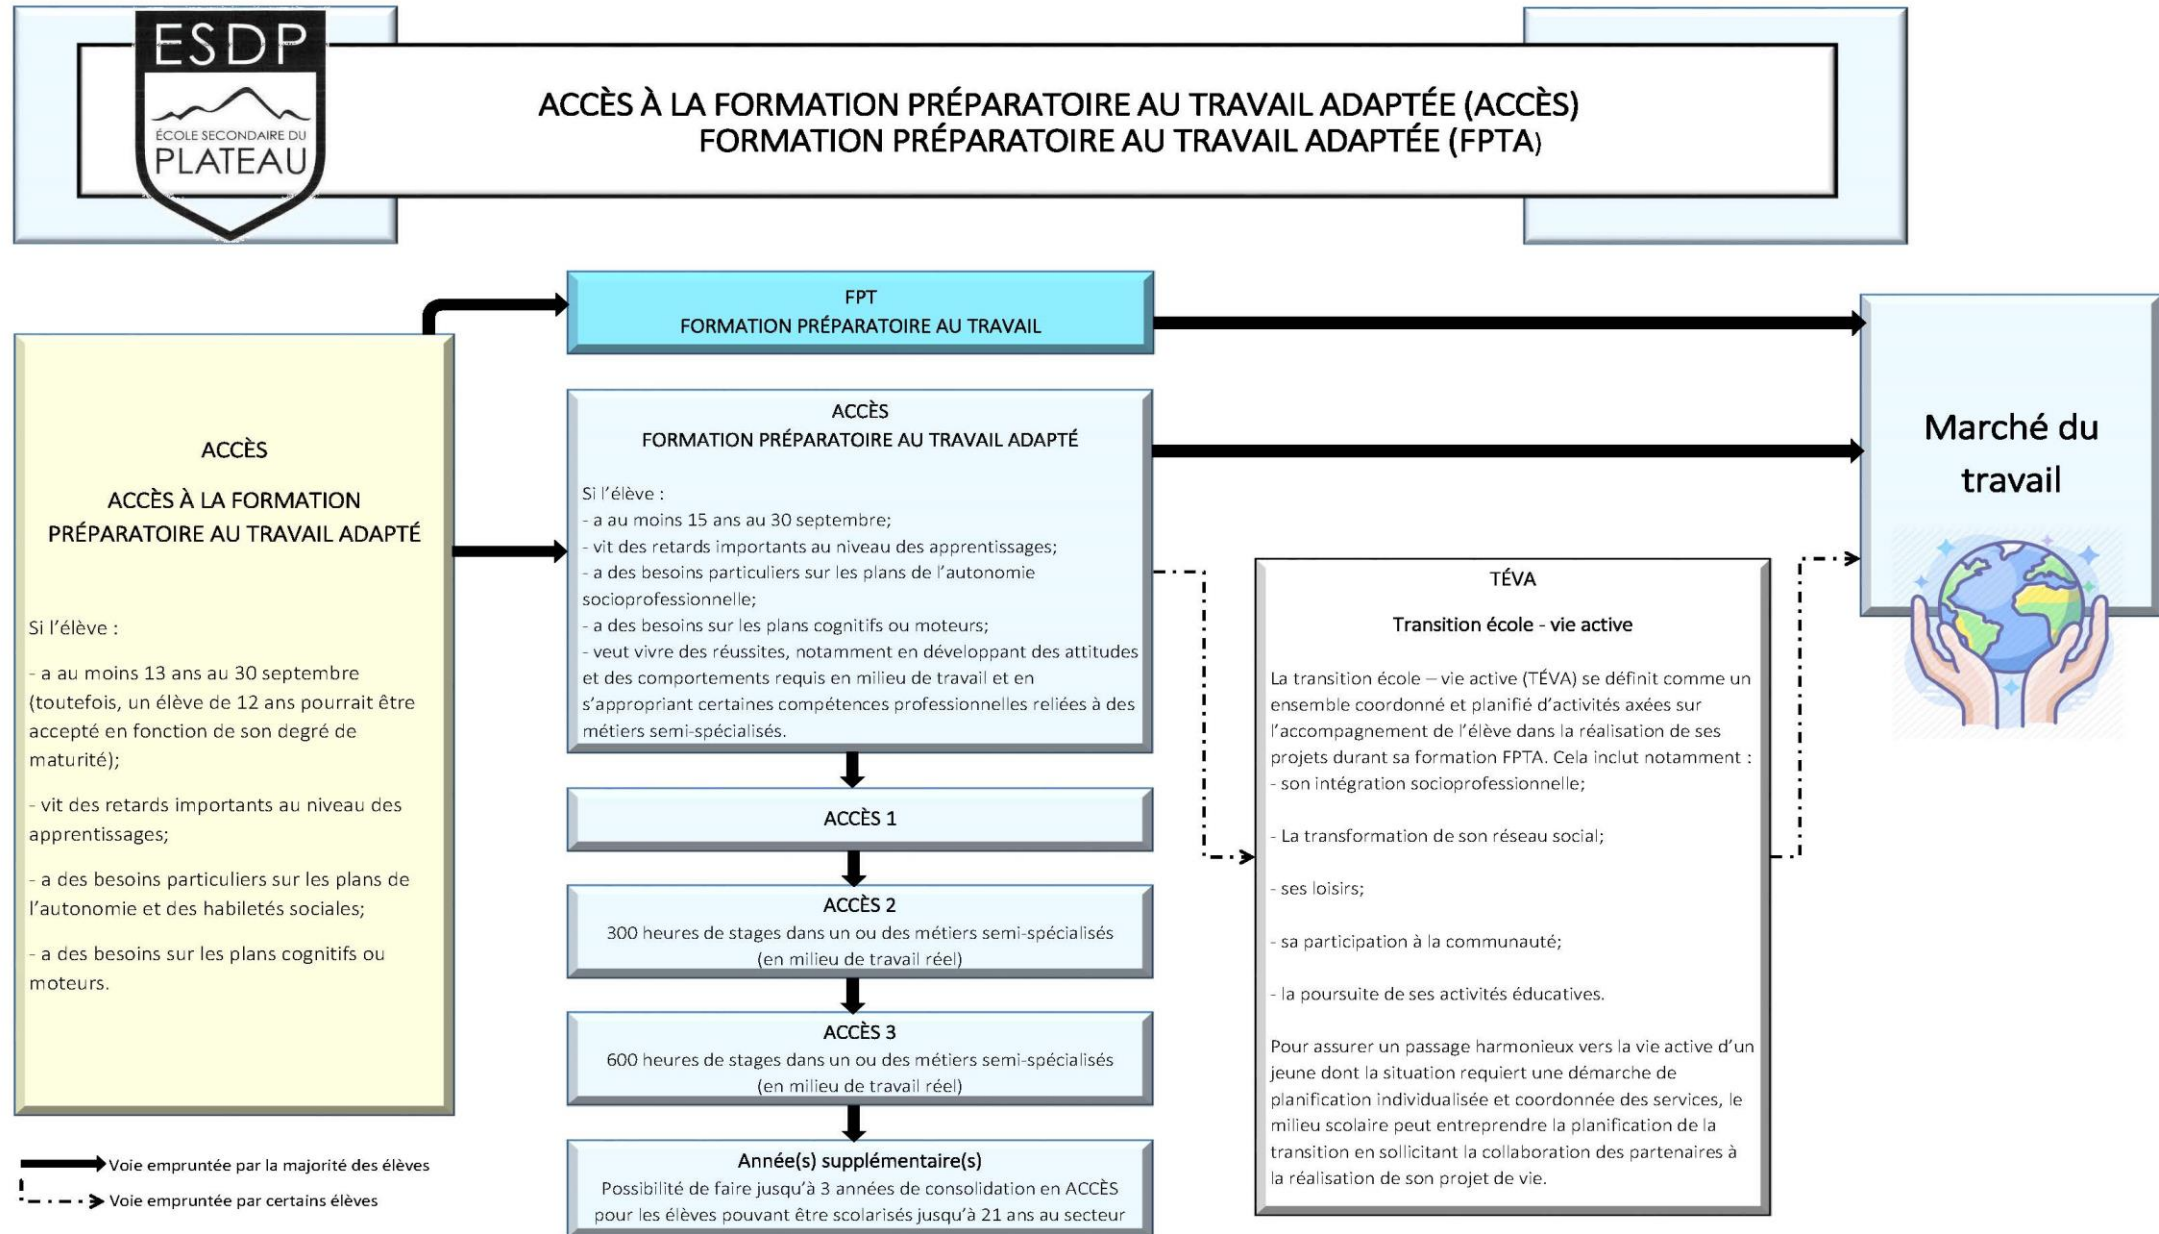 ESDP
ÉCOLE SECONDAIRE DU
PLATEAU
ACCÈS À LA FORMATION PRÉPARATOIRE AU TRAVAIL ADAPTÉE (ACCÈS)
FORMATION PRÉPARATOIRE AU TRAVAIL ADAPTÉE (FPTA)
FPT
FORMATION PRÉPARATOIRE AU TRAVAIL
ACCÈS
ACCÈS À LA FORMATION
PRÉPARATOIRE AU TRAVAIL ADAPTÉ
Si l'élève :
- a au moins 13 ans au 30 septembre
(toutefois, un élève de 12 ans pourrait être
accepté en fonction de son degré de
maturité);
- vit des retards importants au niveau des
apprentissages;
- a des besoins particuliers sur les plans de
l'autonomie et des habiletés sociales;
- a des besoins sur les plans cognitifs ou
moteurs.
ACCÈS
FORMATION PRÉPARATOIRE AU TRAVAIL ADAPTÉ
Si l'élève :
- a au moins 15 ans au 30 septembre;
- vit des retards importants au niveau des apprentissages;
- a des besoins particuliers sur les plans de l'autonomie
socioprofessionnelle;
- a des besoins sur les plans cognitifs ou moteurs;
- veut vivre des réussites, notamment en développant des attitudes
et des comportements requis en milieu de travail et en
s'appropriant certaines compétences professionnelles reliées à des
métiers semi-spécialisés.
ACCÈS 1
ACCÈS 2
300 heures de stages dans un ou des métiers semi-spécialisés
(en milieu de travail réel)
ACCÈS 3
600 heures de stages dans un ou des métiers semi-spécialisés
(en milieu de travail réel)
Année(s) supplémentaire(s)
Possibilité de faire jusqu'à 3 années de consolidation en ACCÈS
pour les élèves pouvant être scolarisés jusqu'à 21 ans au secteur
TÉVA
Transition école - vie active
La transition école – vie active (TÉVA) se définit comme un
ensemble coordonné et planifié d'activités axées sur
l'accompagnement de l'élève dans la réalisation de ses
projets durant sa formation FPTA. Cela inclut notamment :
- son intégration socioprofessionnelle;
- La transformation de son réseau social;
- ses loisirs;
- sa participation à la communauté;
- la poursuite de ses activités éducatives.
Pour assurer un passage harmonieux vers la vie active d'un
jeune dont la situation requiert une démarche de
planification individualisée et coordonnée des services, le
milieu scolaire peut entreprendre la planification de la
transition en sollicitant la collaboration des partenaires à
la réalisation de son projet de vie.
Marché du
travail
Voie empruntée par la majorité des élèves
Voie empruntée par certains élèves